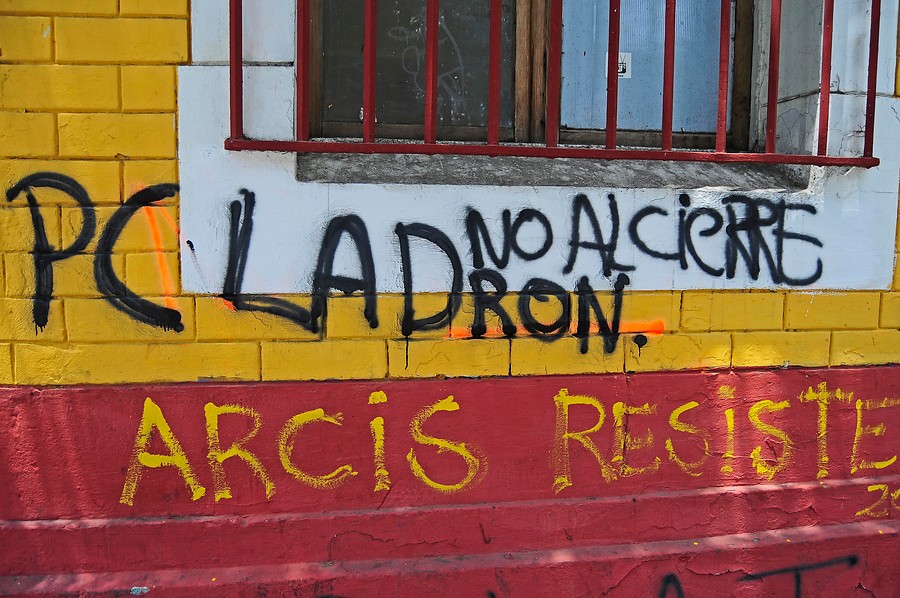 NO AL CiERRE
PC LADRON.
ARCiS RESiSTE